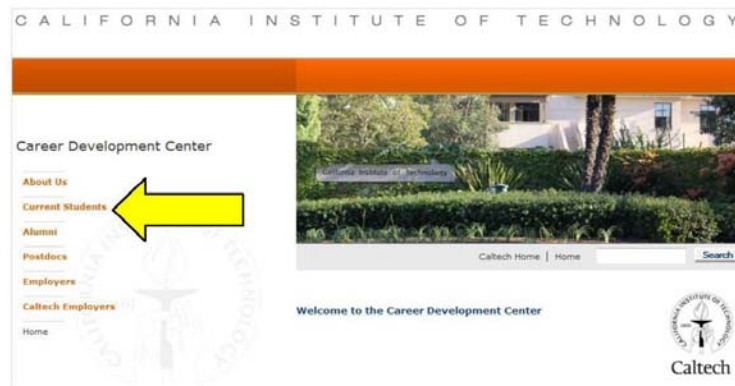 CALIFORNIA INSTITUTE OF TECHNOLOGY
Career Development Center
About Us
Current Students
Alumni
Postdocs
Employers
Caltech Employers
Home
California Institute of Technology
Caltech Home | Home
Search
Welcome to the Career Development Center
Caltech